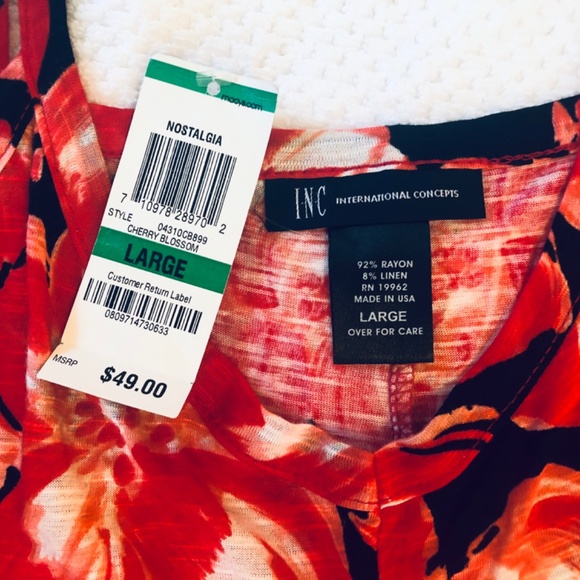 macys.com
NOSTALGIA
7 10978 28970 2
STYLE 04310CB899
CHERRY BLOSSOM
LARGE
Customer Return Label
0809714730633
MSRP $49.00
INC INTERNATIONAL CONCEPTS
92% RAYON
8% LINEN
RN 19962
MADE IN USA
LARGE
OVER FOR CARE